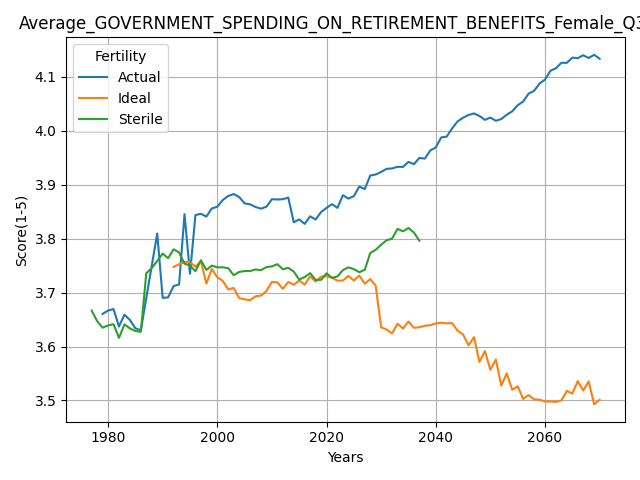 Average_GOVERNMENT_SPENDING_ON_RETIREMENT_BENEFITS_Female_Q3
Fertility
Actual
Ideal
Sterile
Score(1-5)
4.1
4.0
3.9
3.8
3.7
3.6
3.5
1980 2000 2020 2040 2060
Years